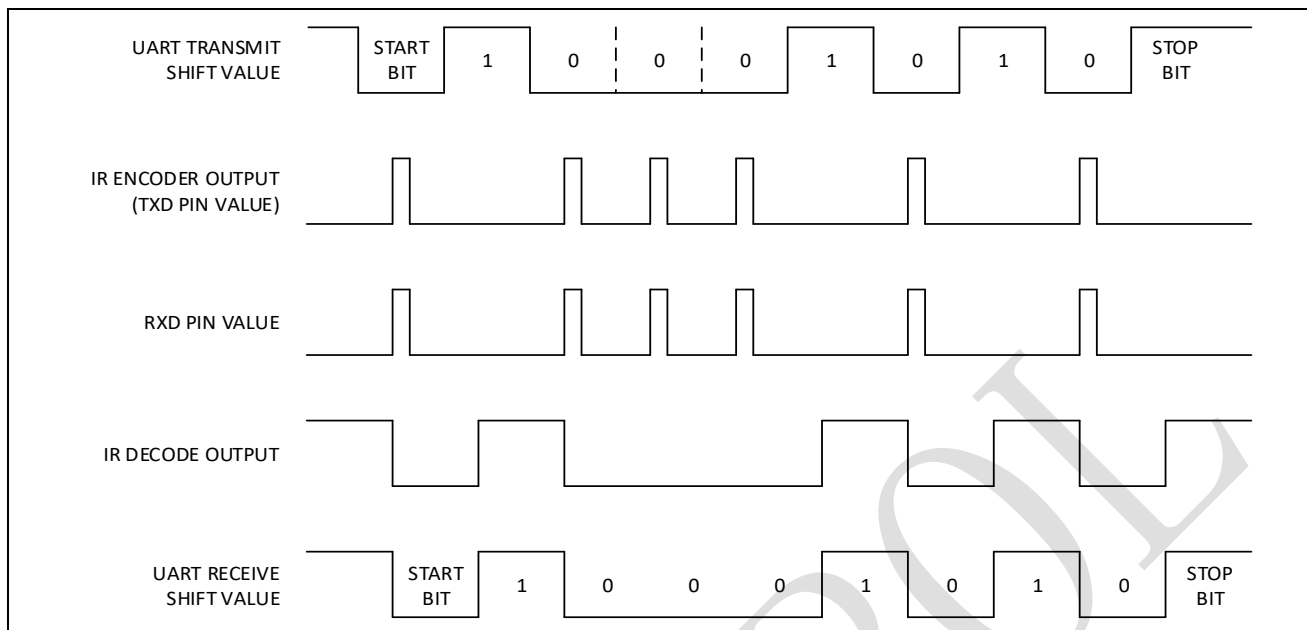 UART TRANSMIT
SHIFT VALUE
START
BIT
1 0 0 0 1 0 1 0
STOP
BIT
IR ENCODER OUTPUT
(TXD PIN VALUE)
RXD PIN VALUE
IR DECODE OUTPUT
UART RECEIVE
SHIFT VALUE
START
BIT
1 0 0 0 1 0 1 0
STOP
BIT